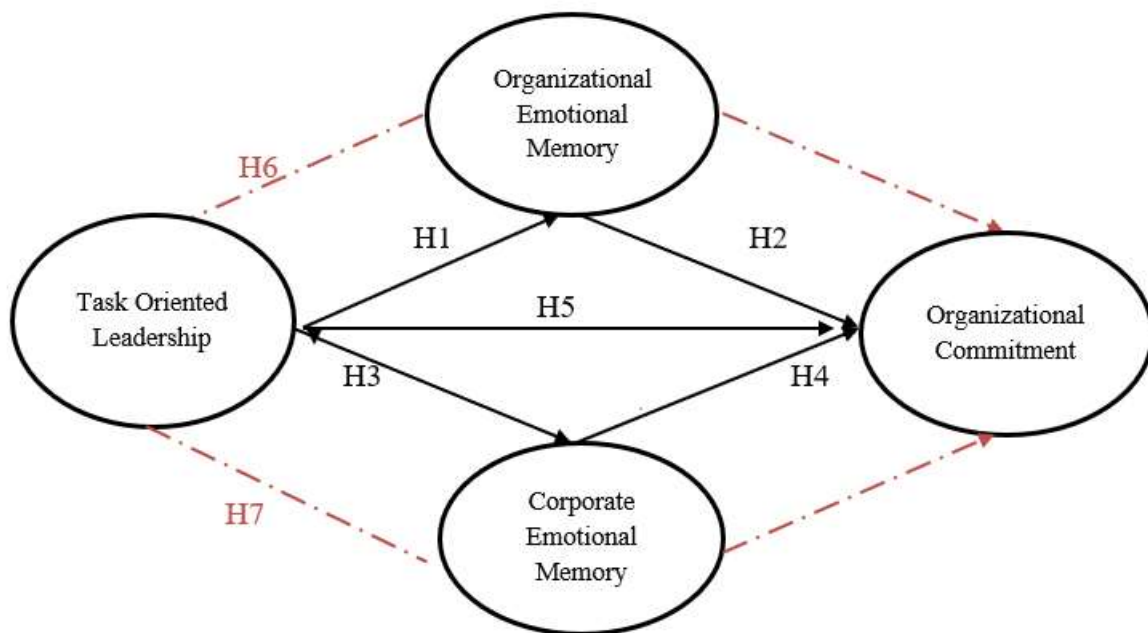 Organizational
Emotional
Memory
H6
H1
H2
Task Oriented
Leadership
H5
Organizational
Commitment
H3
H4
H7
Corporate
Emotional
Memory